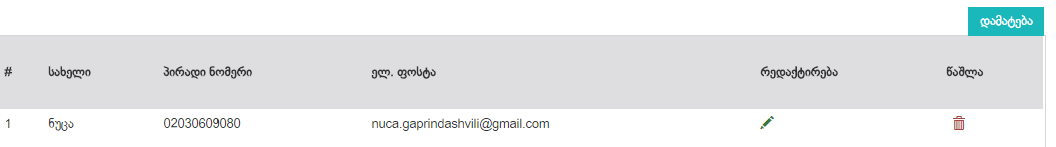 დამატება
# სახელი პირადი ნომერი ელ. ფოსტა რედაქტირება წაშლა
1 ნუცა 02030609080 nuca.gaprindashvili@gmail.com